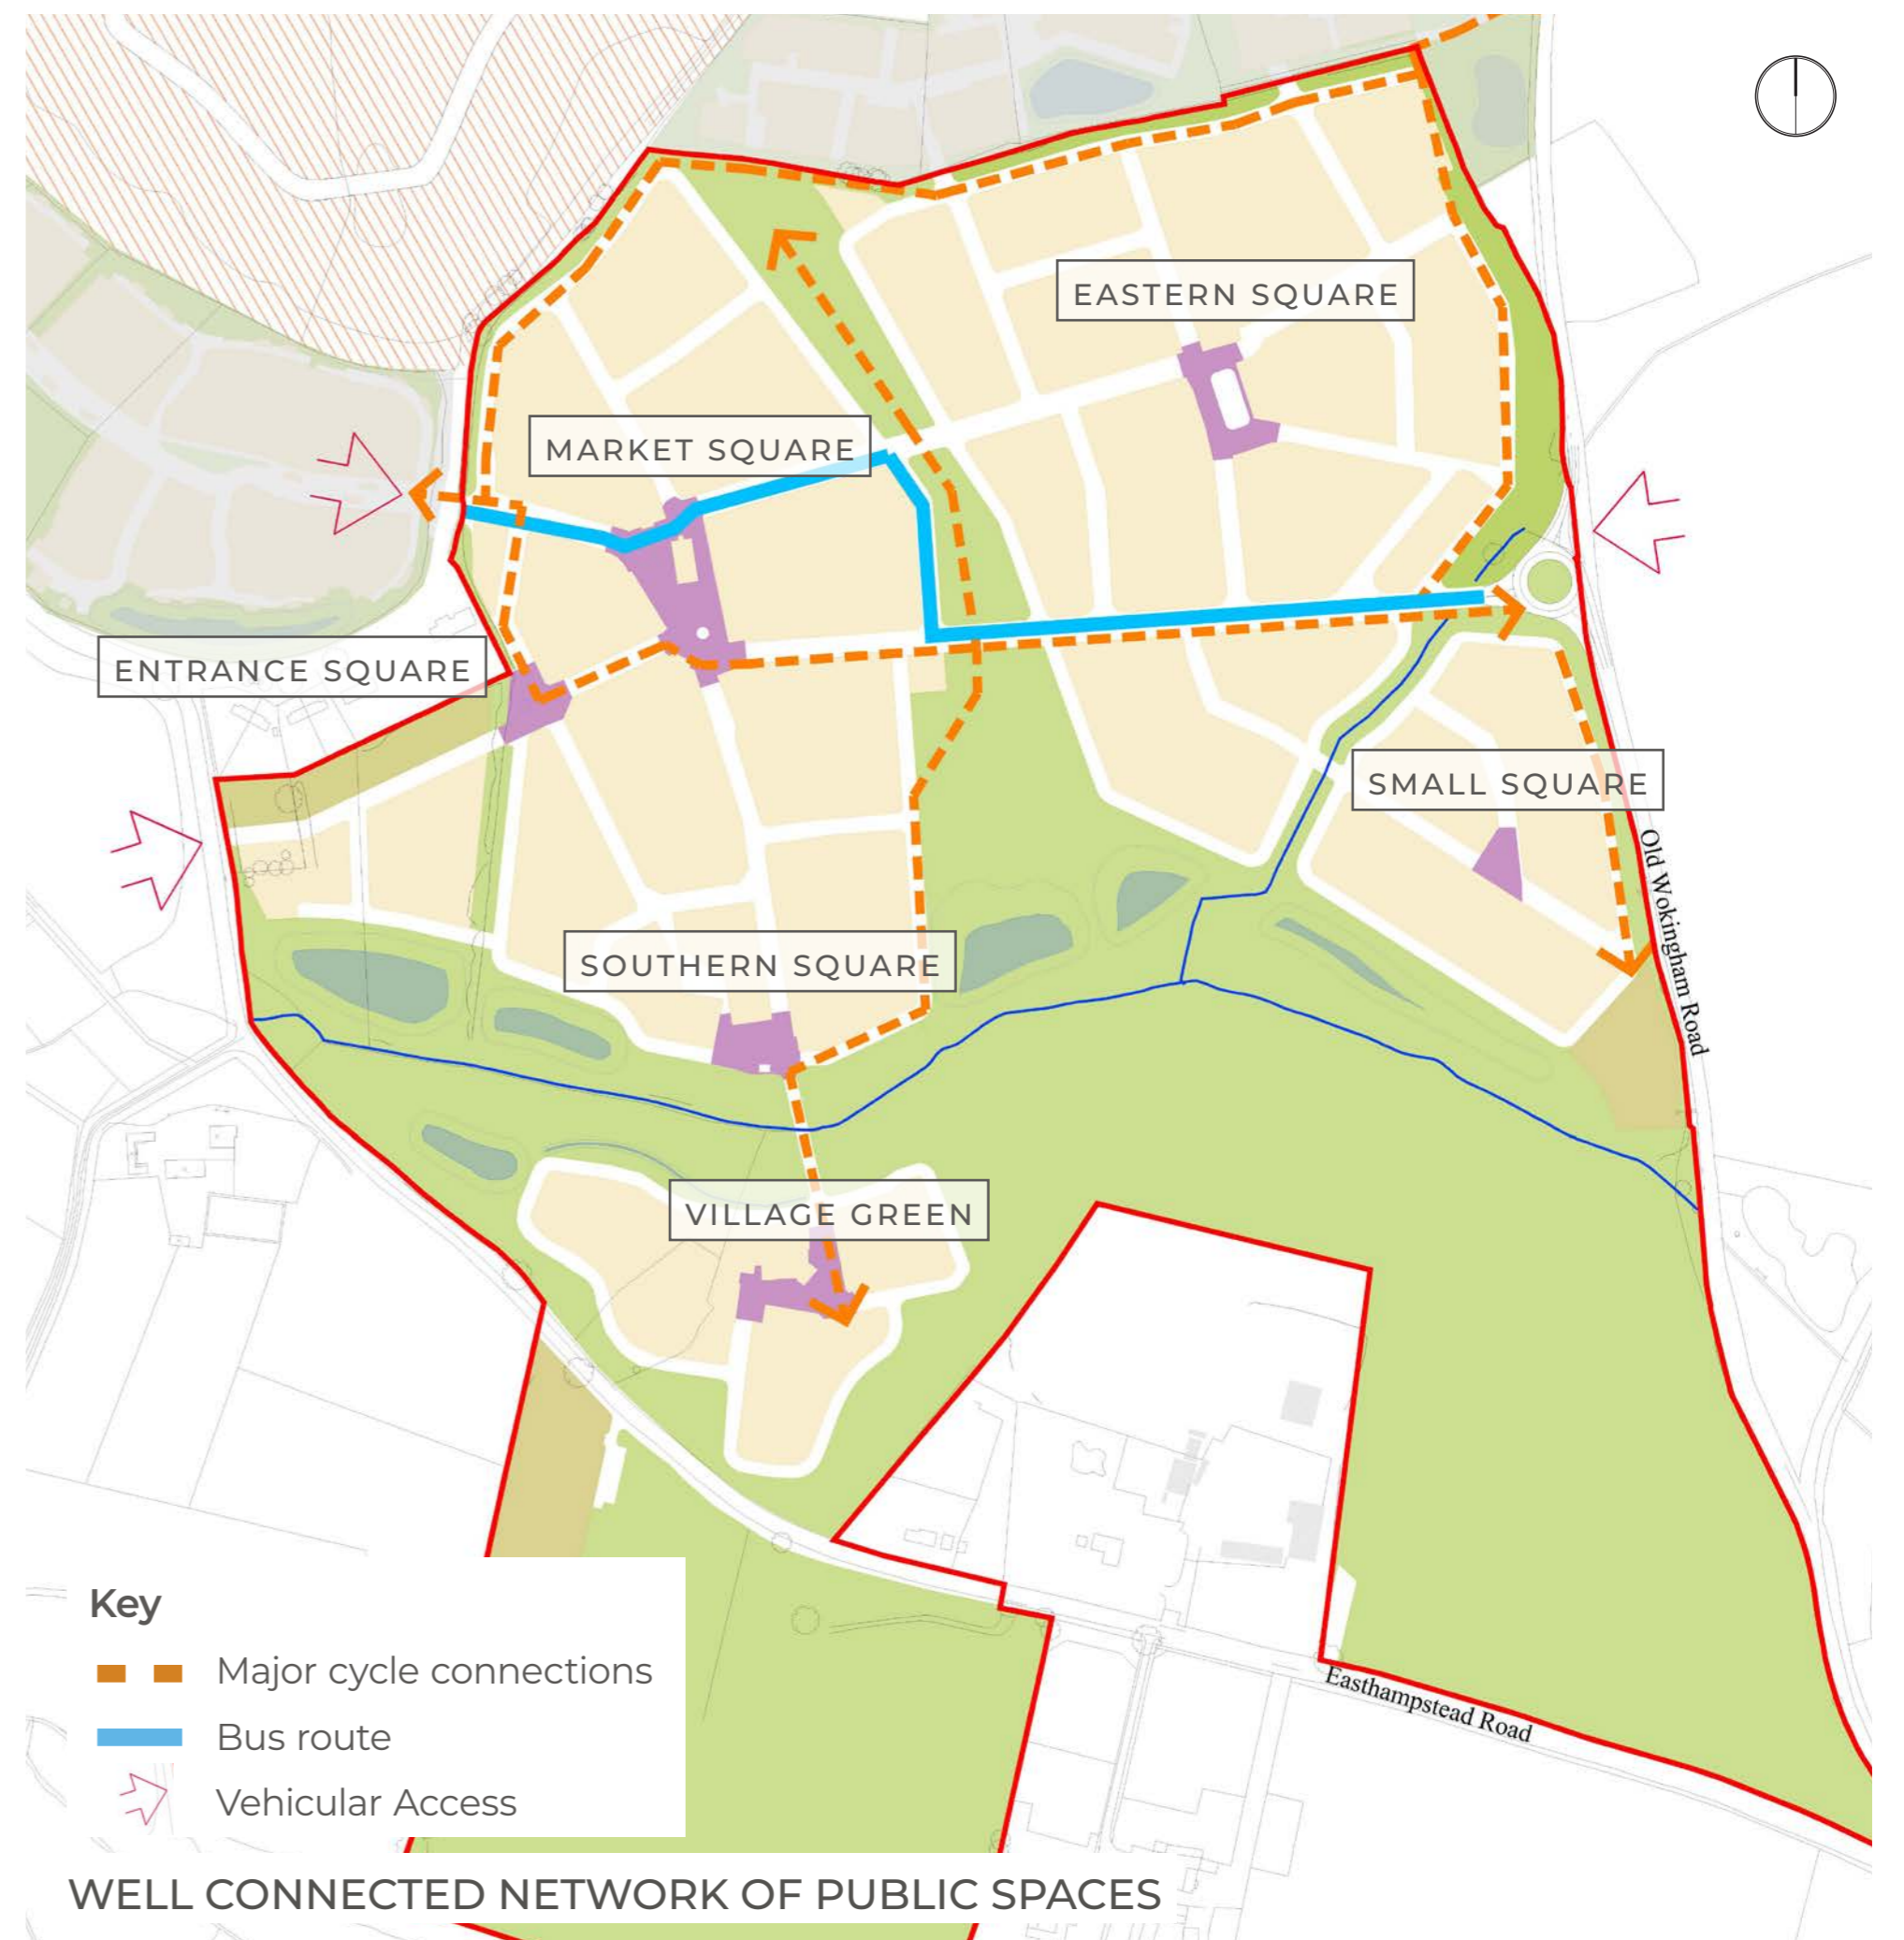 EASTERN SQUARE
MARKET SQUARE
ENTRANCE SQUARE
SMALL SQUARE
Old Wokingham Road
SOUTHERN SQUARE
VILLAGE GREEN
Easthampstead Road
Key
Major cycle connections
Bus route
Vehicular Access
WELL CONNECTED NETWORK OF PUBLIC SPACES